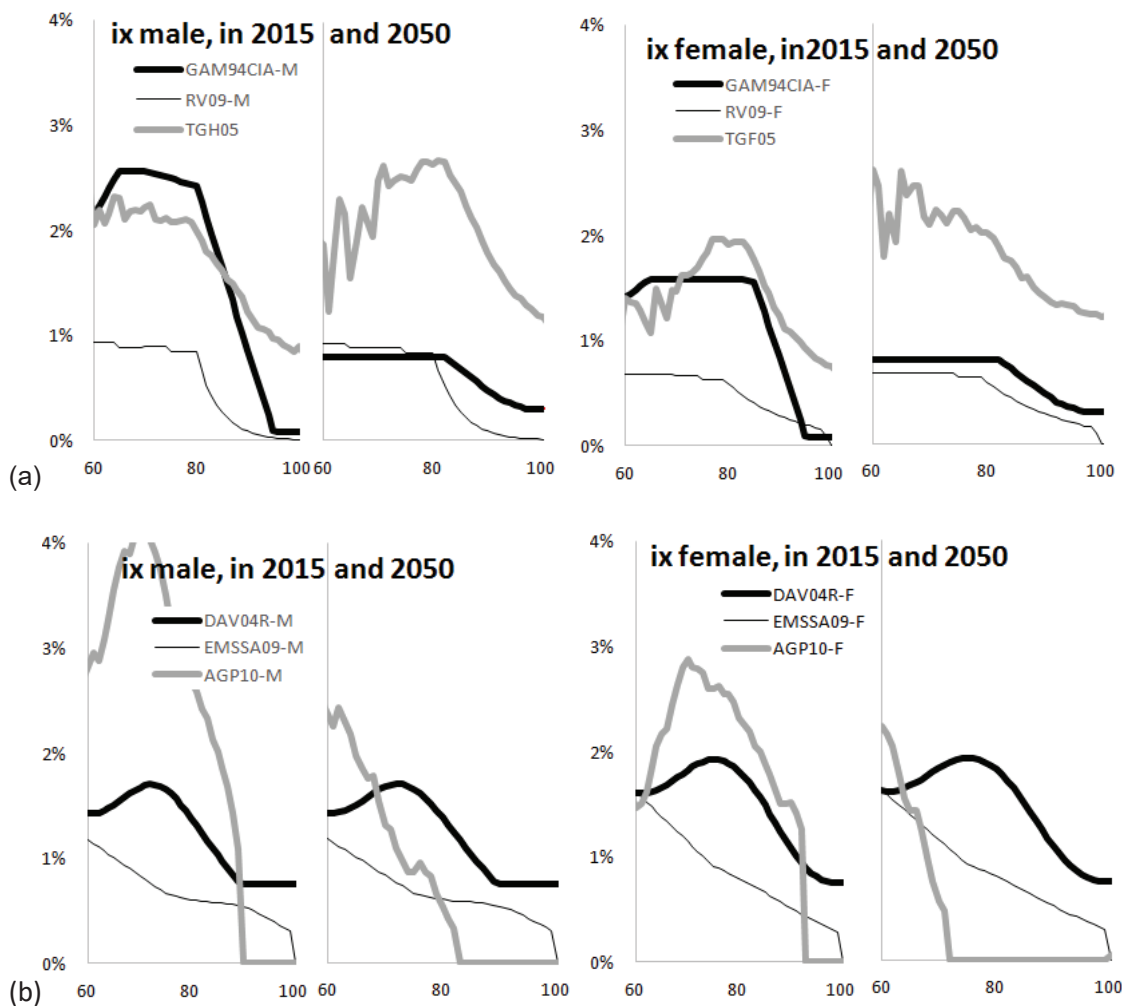 ix male, in 2015 and 2050
GAM94CIA-M
RV09-M
TGH05
4%
3%
2%
1%
0%
60
80
100
60
80
100
ix female, in2015 and 2050
GAM94CIA-F
RV09-F
TGF05
4%
3%
2%
1%
0%
60
80
100
60
80
100
(a)
ix male, in 2015 and 2050
DAV04R-M
EMSSA09-M
AGP10-M
4%
3%
2%
1%
0%
60
80
100
60
80
100
ix female, in 2015 and 2050
DAV04R-F
EMSSA09-F
AGP10-F
4%
3%
2%
1%
0%
60
80
100
60
80
100
(b)